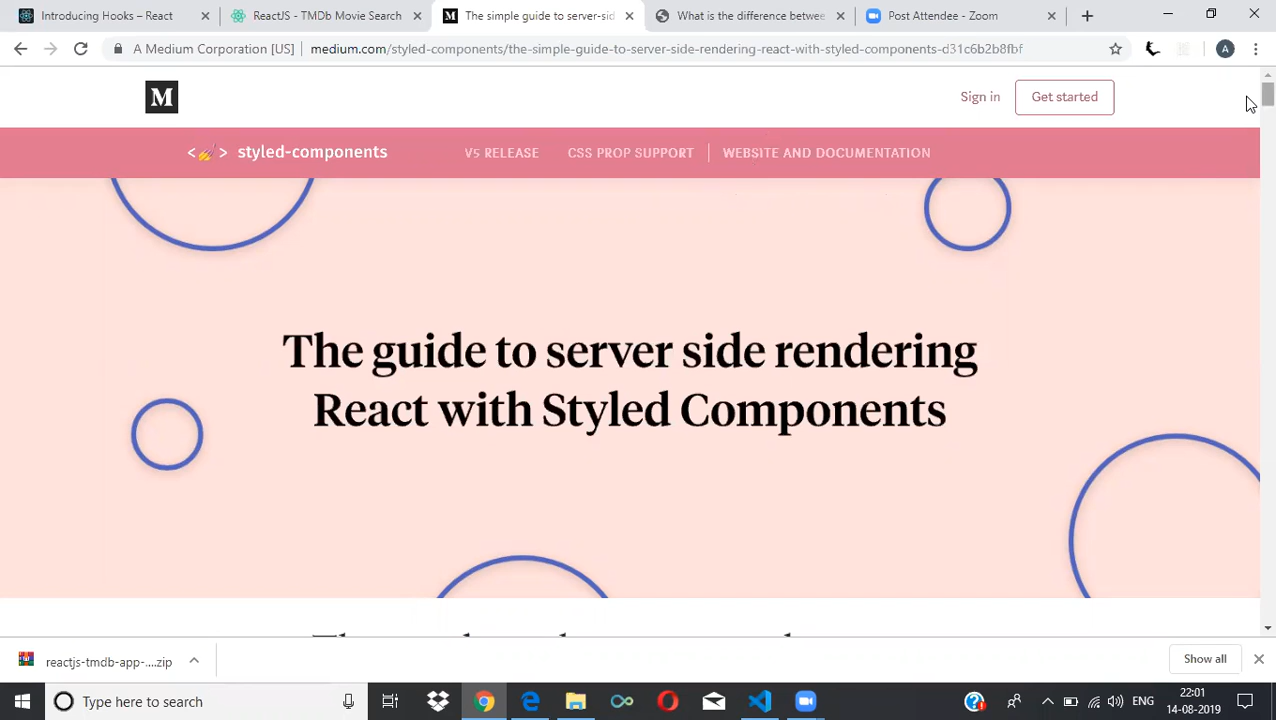 Introducing Hooks – React
ReactJS - TMDb Movie Search
The simple guide to server-sid
What is the difference betwee
Post Attendee - Zoom
A Medium Corporation [US] | medium.com/styled-components/the-simple-guide-to-server-side-rendering-react-with-styled-components-d31c6b2b8fbf
A
M
Sign in
Get started
< > styled-components
V5 RELEASE
CSS PROP SUPPORT
WEBSITE AND DOCUMENTATION
The guide to server side rendering
React with Styled Components
reactjs-tmdb-app-....zip
Show all
Type here to search
ENG
22:01
14-08-2019